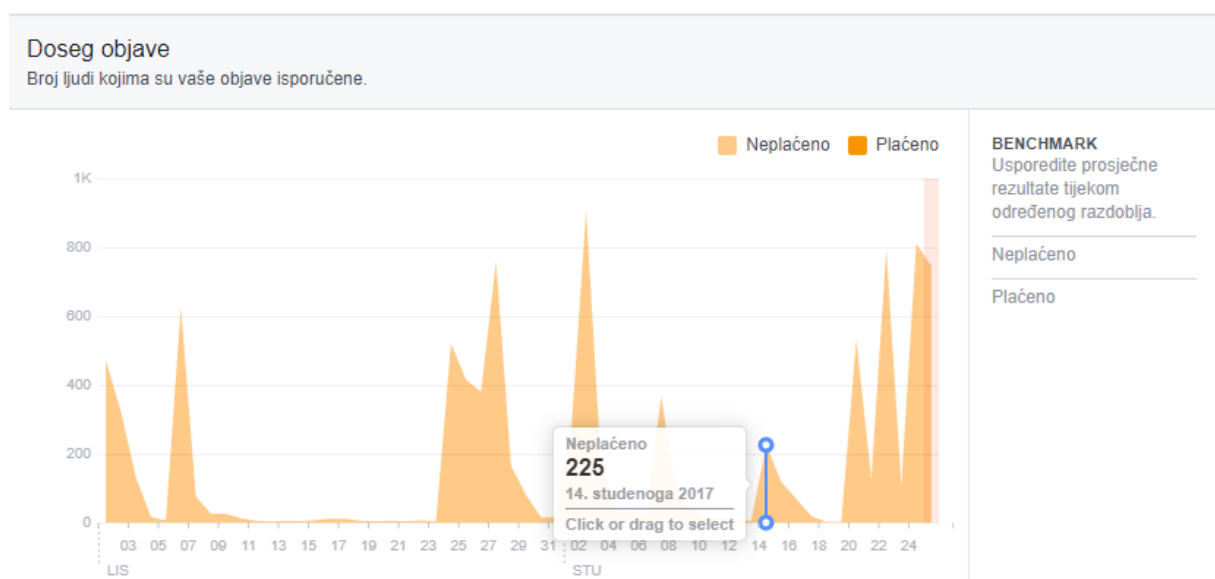 Doseg objave
Broj ljudi kojima su vaše objave isporučene.
Neplaćeno Plaćeno
BENCHMARK
Usporedite prosječne
rezultate tijekom
određenog razdoblja.
Neplaćeno
Plaćeno
1K
800
600
400
200
0
Neplaćeno
225
14. studenoga 2017
Click or drag to select
03 05 07 09 11 13 15 17 19 21 23 25 27 29 31 02 04 06 08 10 12 14 16 18 20 22 24
LIS STU